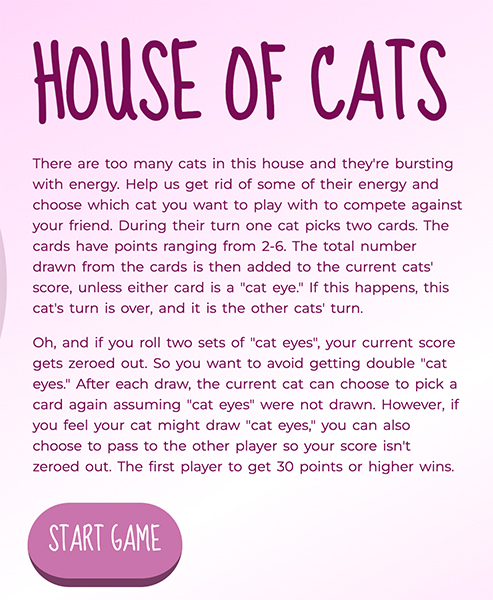 HOUSE OF CATS
There are too many cats in this house and they're bursting
with energy. Help us get rid of some of their energy and
choose which cat you want to play with to compete against
your friend. During their turn one cat picks two cards. The
cards have points ranging from 2-6. The total number
drawn from the cards is then added to the current cats'
score, unless either card is a "cat eye." If this happens, this
cat's turn is over, and it is the other cats' turn.
Oh, and if you roll two sets of "cat eyes", your current score
gets zeroed out. So you want to avoid getting double "cat
eyes." After each draw, the current cat can choose to pick a
card again assuming "cat eyes" were not drawn. However, if
you feel your cat might draw "cat eyes," you can also
choose to pass to the other player so your score isn't
zeroed out. The first player to get 30 points or higher wins.
START GAME